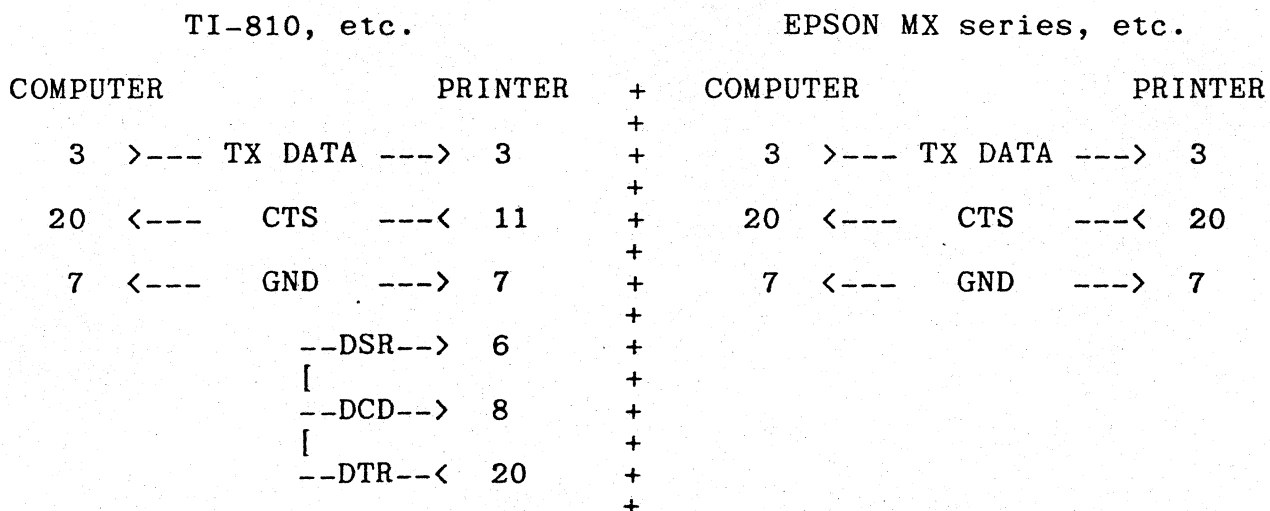 TI-810, etc. EPSON MX series, etc.
COMPUTER PRINTER + COMPUTER PRINTER
+
3 >--- TX DATA ---> 3 + 3 >--- TX DATA ---> 3
+
20 <--- CTS ---< 11 + 20 <--- CTS ---< 20
+
7 <--- GND ---> 7 + 7 <--- GND ---> 7
+
--DSR--> 6 +
[ +
--DCD--> 8 +
[ +
--DTR--< 20 +
+